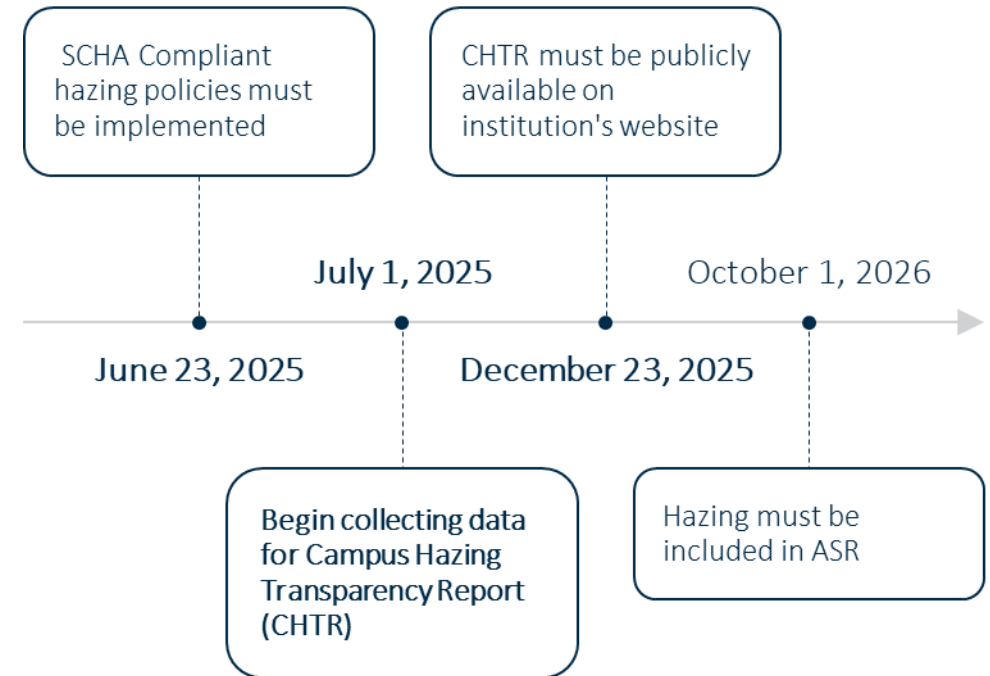 SCHA Compliant
hazing policies must
be implemented
CHTR must be publicly
available on
institution's website
July 1, 2025
October 1, 2026
June 23, 2025
December 23, 2025
Begin collecting data
for Campus Hazing
Transparency Report
(CHTR)
Hazing must be
included in ASR